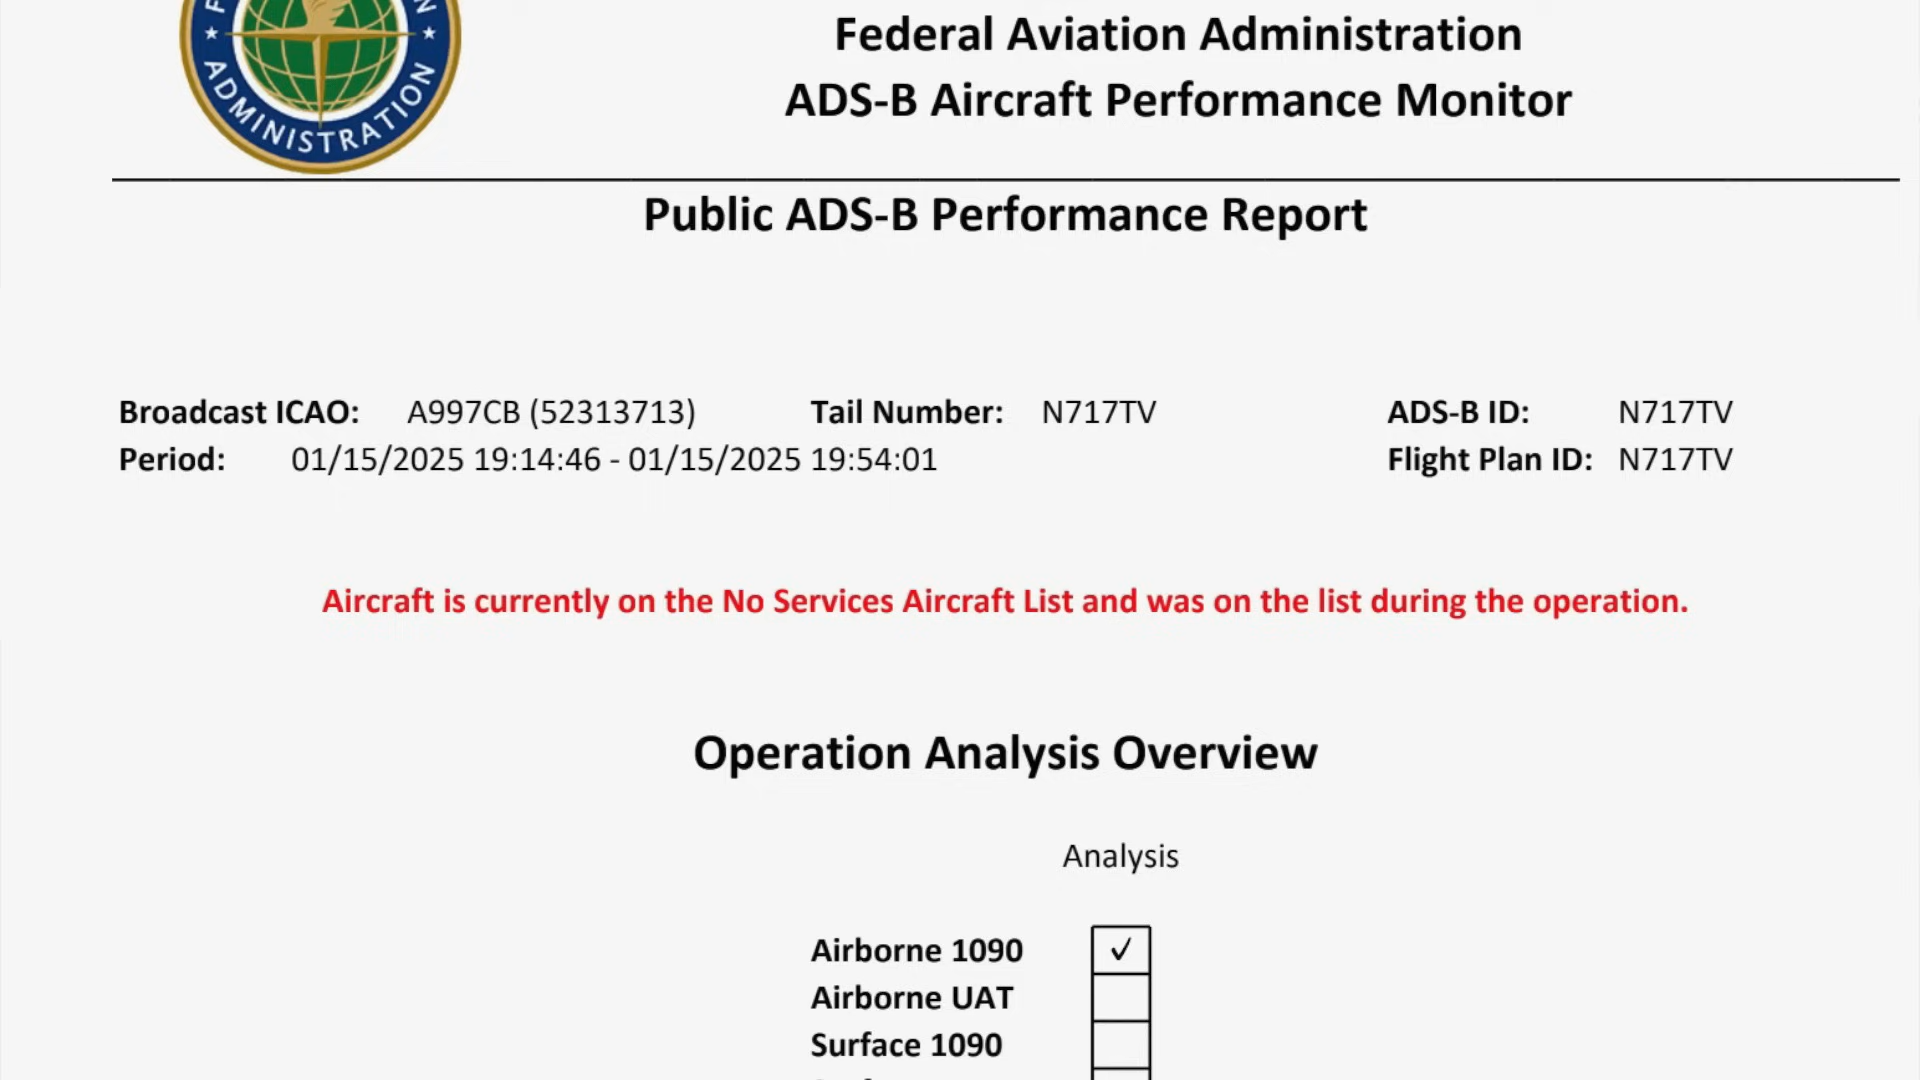 Federal Aviation Administration
ADS-B Aircraft Performance Monitor
ADMINISTRATION
Public ADS-B Performance Report
Broadcast ICAO: A997CB (52313713) Tail Number: N717TV ADS-B ID: N717TV
Period: 01/15/2025 19:14:46 - 01/15/2025 19:54:01 Flight Plan ID: N717TV
Aircraft is currently on the No Services Aircraft List and was on the list during the operation.
Operation Analysis Overview
Analysis
Airborne 1090 ✓
Airborne UAT
Surface 1090